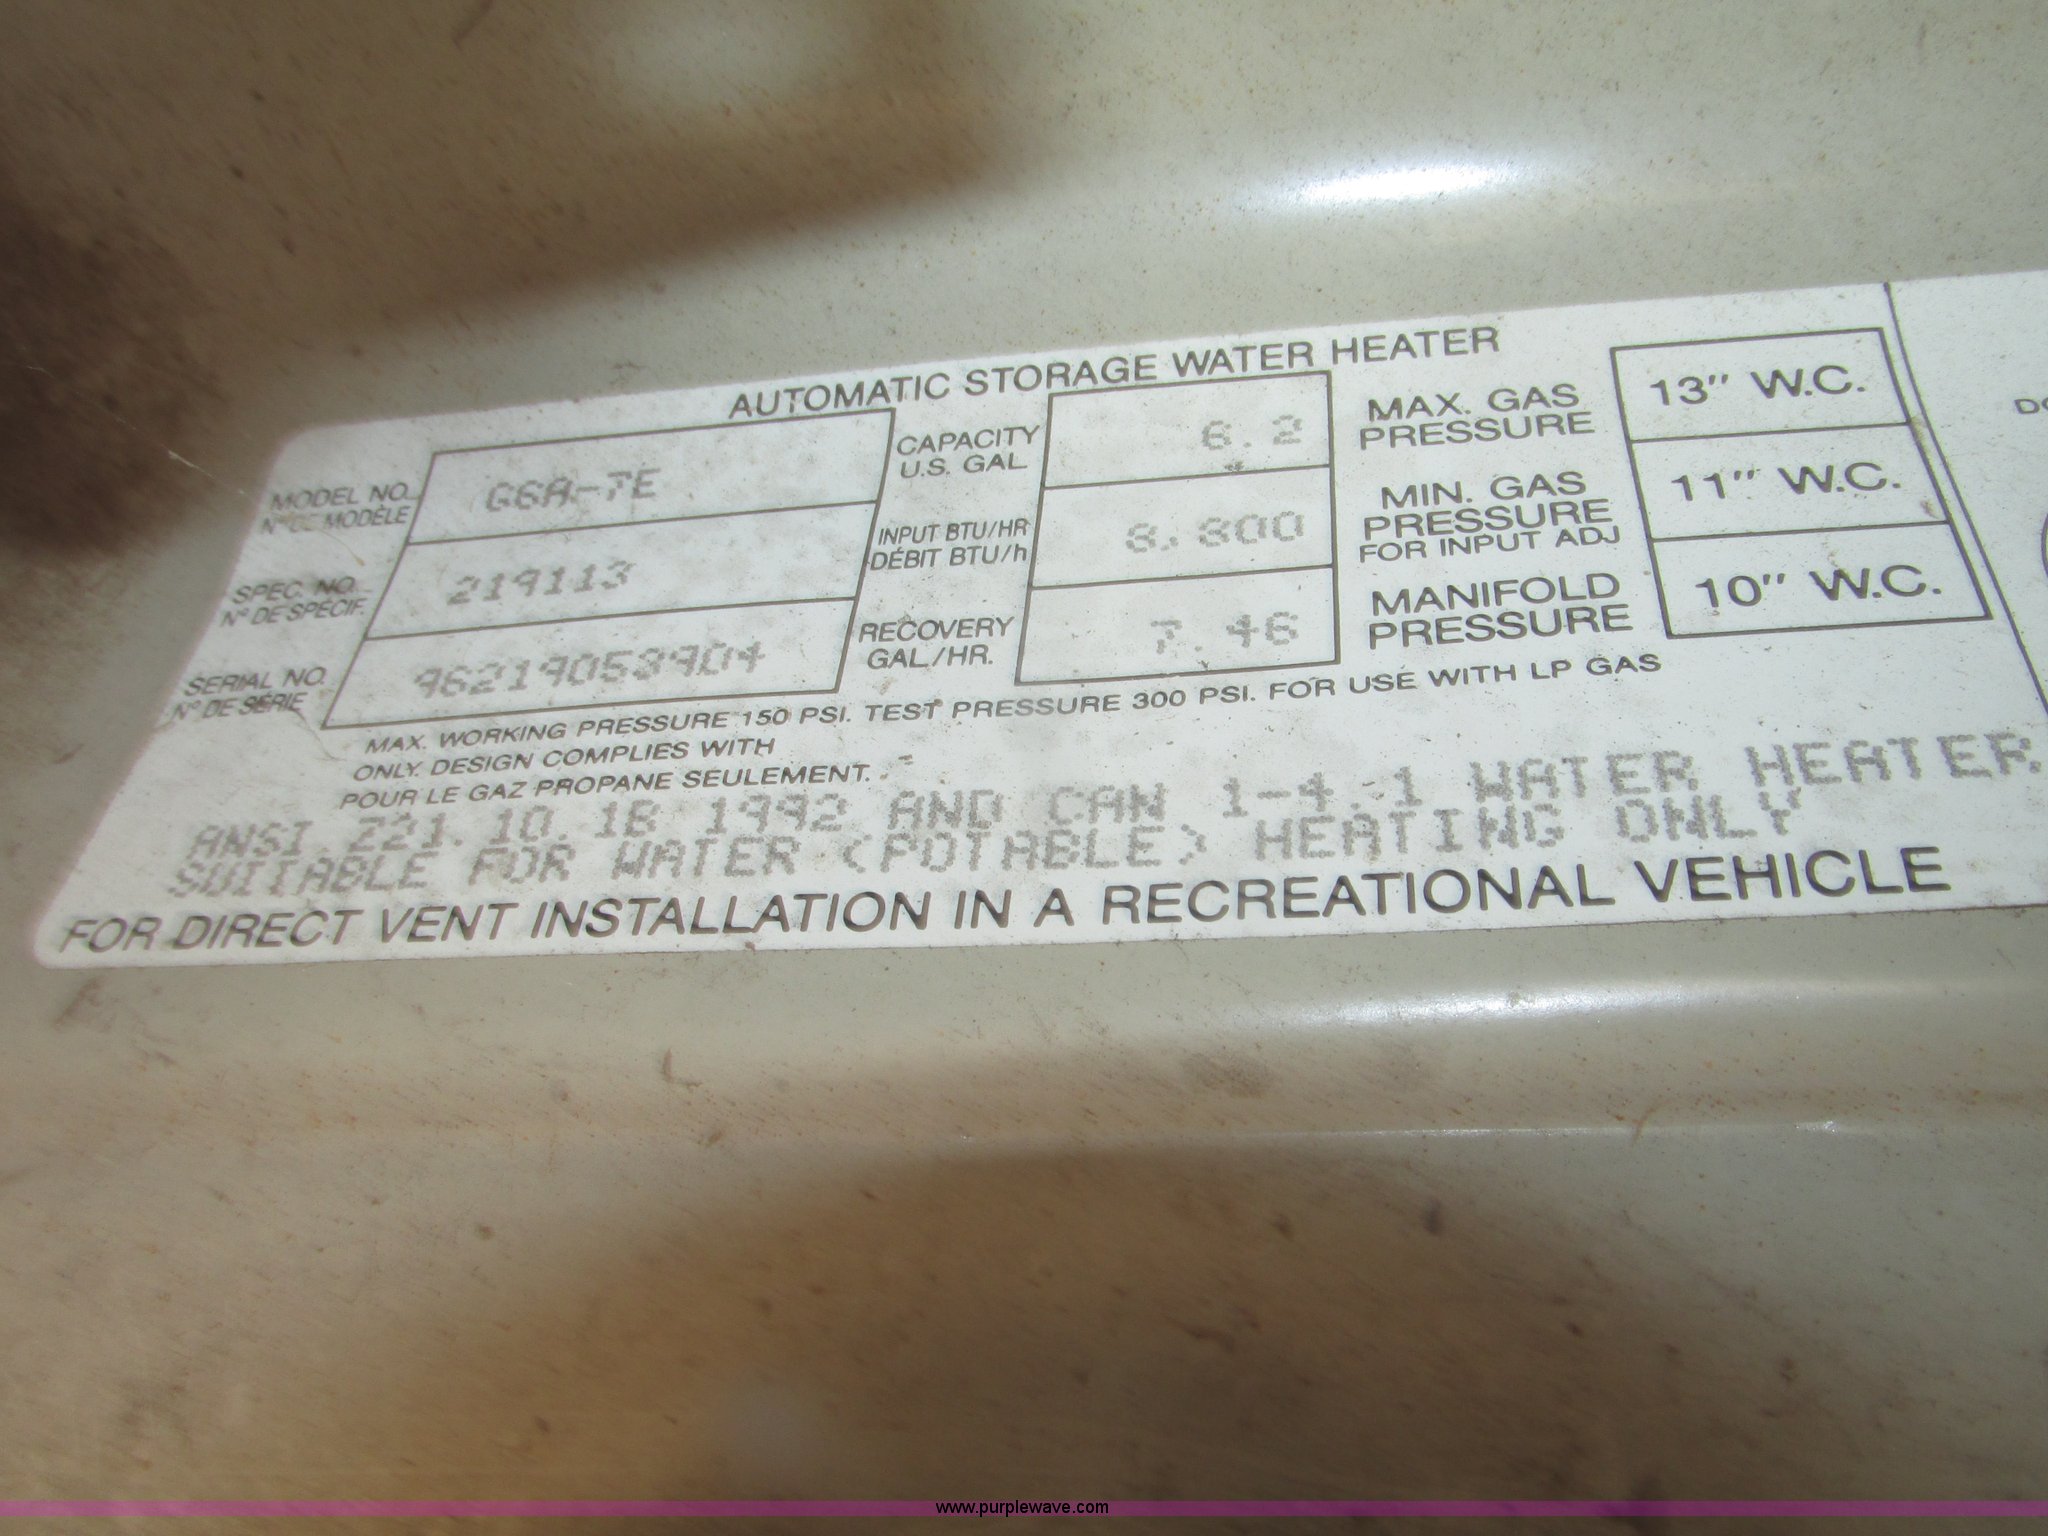 AUTOMATIC STORAGE WATER HEATER
MODEL NO. G6A-7E
N° DE MODÈLE
SPEC. NO. 219113
N° DE SPÉCIF.
SERIAL NO. 96219053904
N° DE SÉRIE
CAPACITY 6.2
U.S. GAL
INPUT BTU/HR 8,800
DÉBIT BTU/h
RECOVERY 7.46
GAL/HR.
MAX. GAS 13" W.C.
PRESSURE
MIN. GAS 11" W.C.
PRESSURE
FOR INPUT ADJ
MANIFOLD 10" W.C.
PRESSURE
MAX. WORKING PRESSURE 150 PSI. TEST PRESSURE 300 PSI. FOR USE WITH LP GAS
ONLY. DESIGN COMPLIES WITH
POUR LE GAZ PROPANE SEULEMENT.
ANSI Z21.10.1B 1992 AND CAN 1-4.1 WATER HEATER
SUITABLE FOR WATER (POTABLE) HEATING ONLY
FOR DIRECT VENT INSTALLATION IN A RECREATIONAL VEHICLE
www.purplewave.com